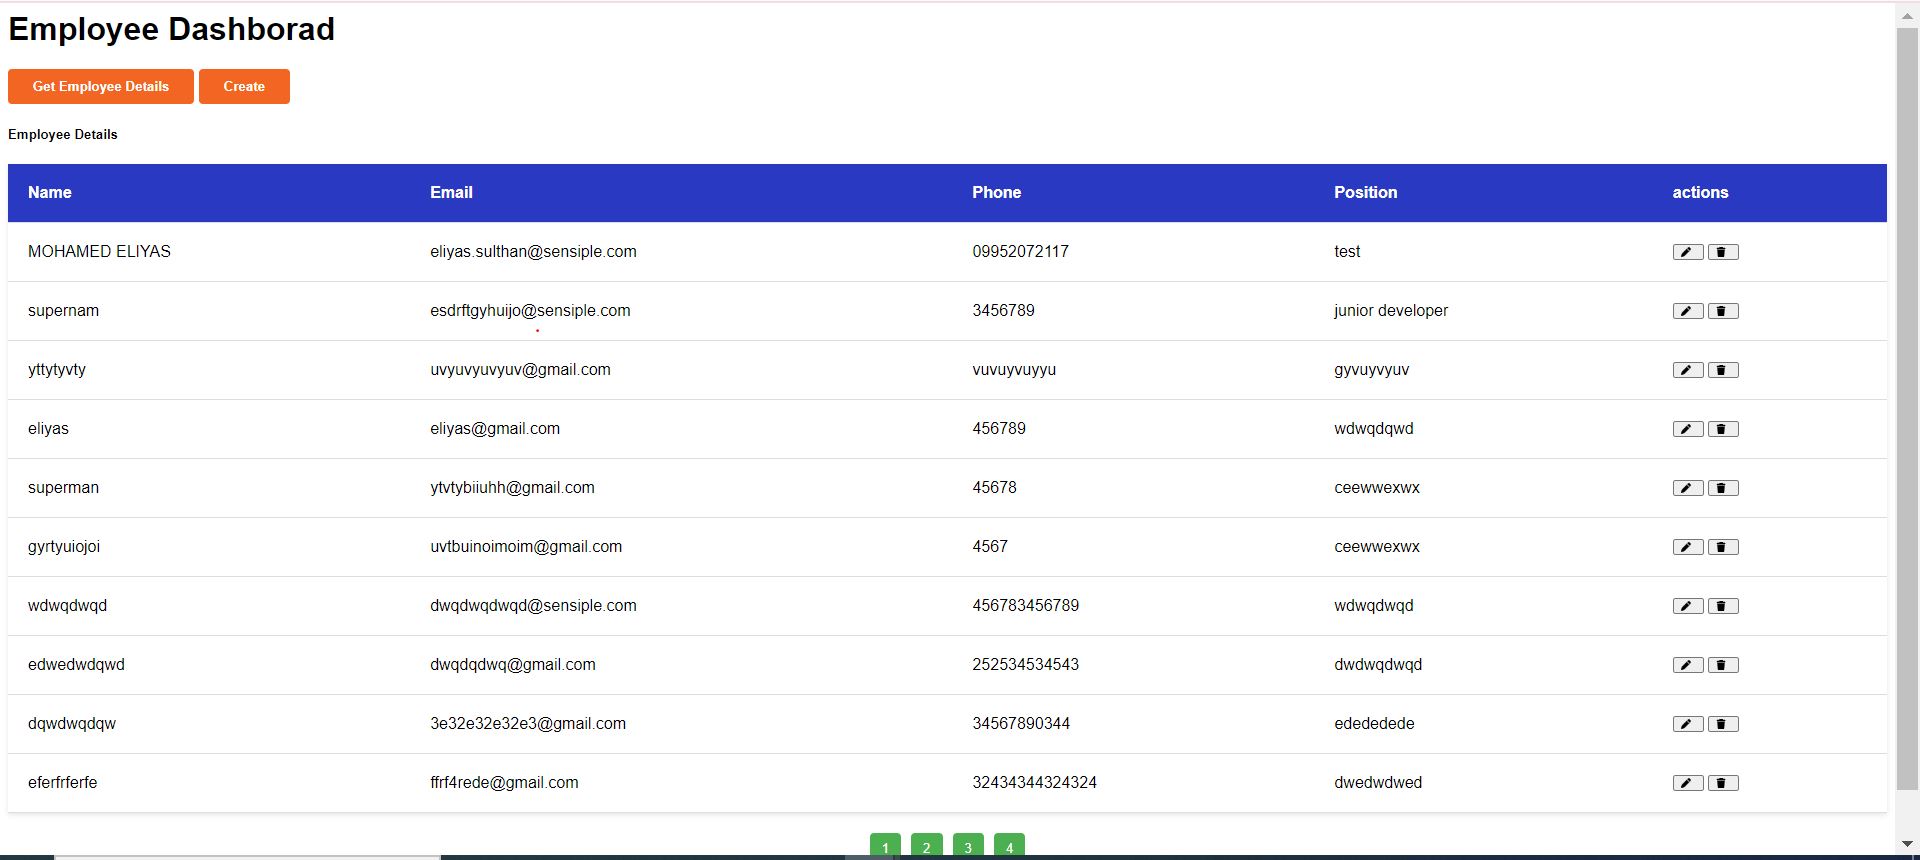 Employee Dashborad
Get Employee Details Create
Employee Details
Name Email Phone Position actions
MOHAMED ELIYAS eliyas.sulthan@sensiple.com 09952072117 test
supernam esdrftgyhuijo@sensiple.com 3456789 junior developer
yttytyvty uvyuvyuvyuv@gmail.com vuvuyvuyyu gyvuyvyuv
eliyas eliyas@gmail.com 456789 wdwqdqwd
superman ytvtybiiuhh@gmail.com 45678 ceewwexwx
gyrtyuiojoi uvtbuinoimoim@gmail.com 4567 ceewwexwx
wdwqdwqd dwqdwqdwqd@sensiple.com 456783456789 wdwqdwqd
edwedwdqwd dwqdqdwq@gmail.com 252534534543 dwdwqdwqd
dqwdwqdqw 3e32e32e32e3@gmail.com 34567890344 edededede
eferfrferfe ffrf4rede@gmail.com 32434344324324 dwedwdwed
1 2 3 4